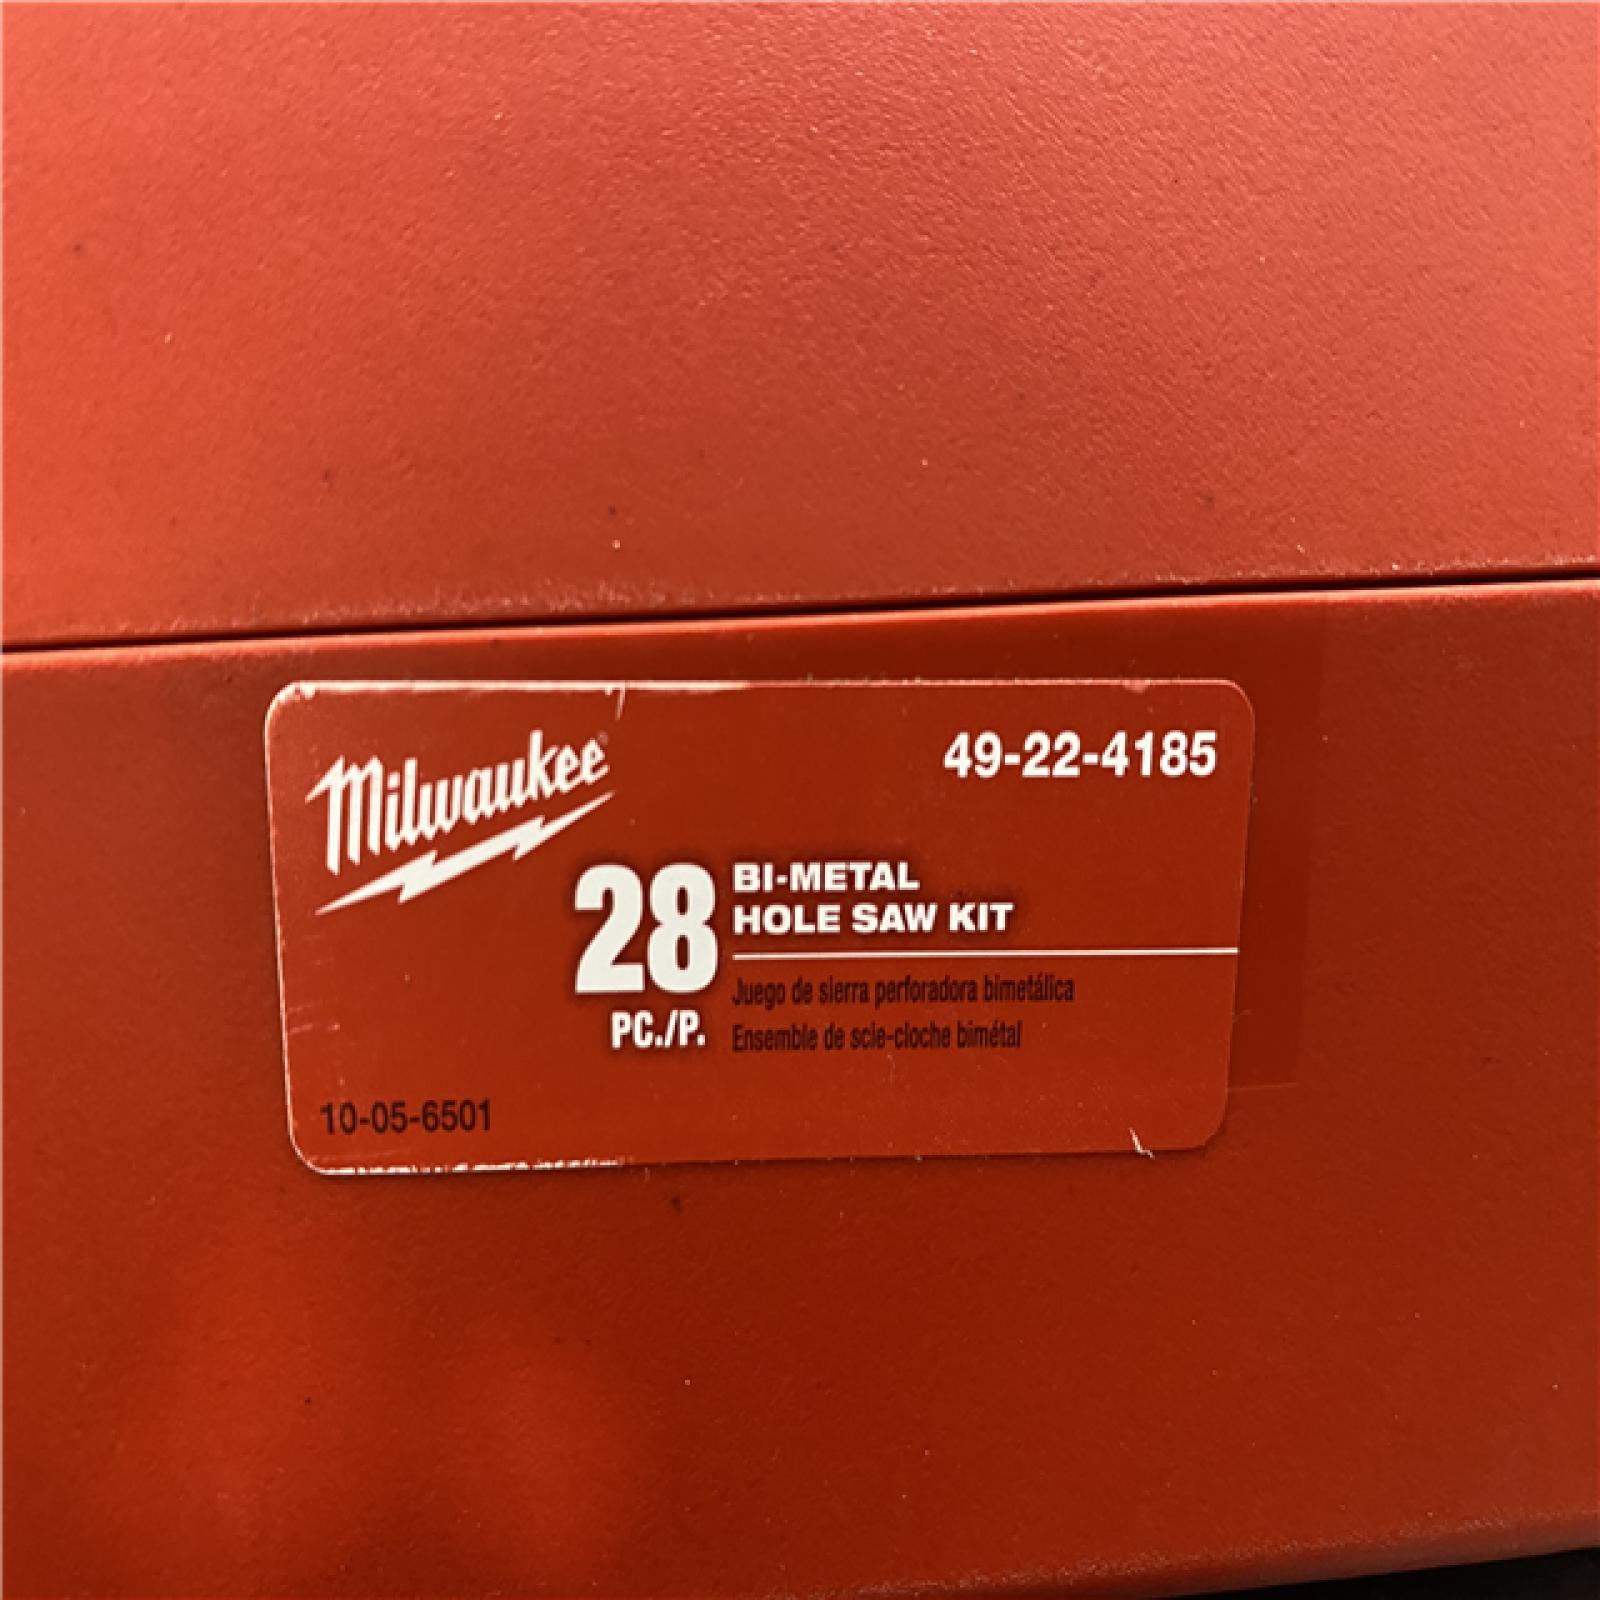 Milwaukee
49-22-4185
28 PC./P.
BI-METAL
HOLE SAW KIT
Juego de sierra perforadora bimetálica
Ensemble de scie-cloche bimétal
10-05-6501